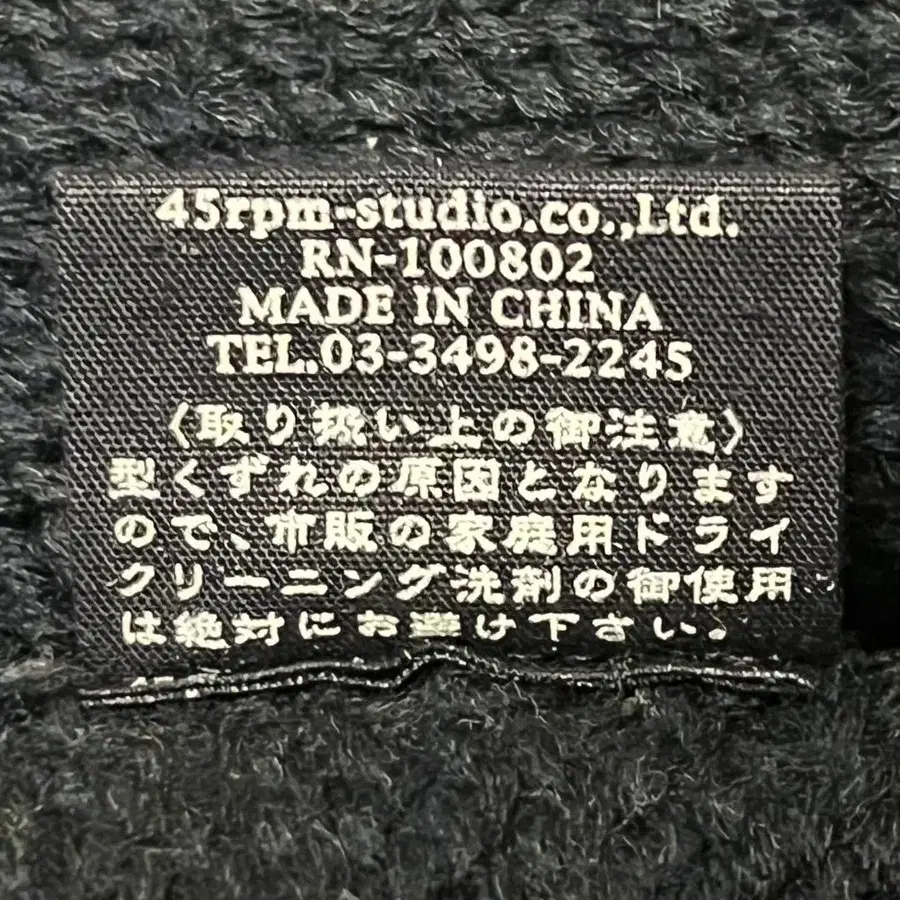 45rpm-studio.co.,Ltd.
RN-100802
MADE IN CHINA
TEL.03-3498-2245
〈取り扱い上の御注意〉
型くずれの原因となります
ので、市販の家庭用ドライ
クリーニング洗剤の御使用
は絶対にお避け下さい。